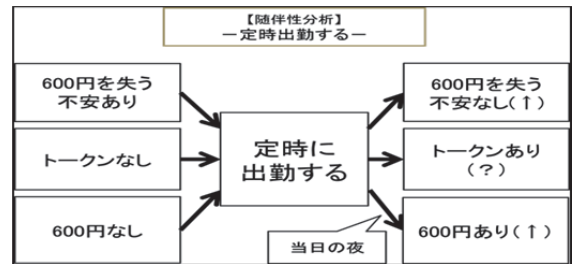 【随伴性分析】
－定時出勤する－
600円を失う
不安あり
トークンなし
600円なし
定時に
出勤する
600円を失う
不安なし(↑)
トークンあり
(？)
600円あり(↑)
当日の夜